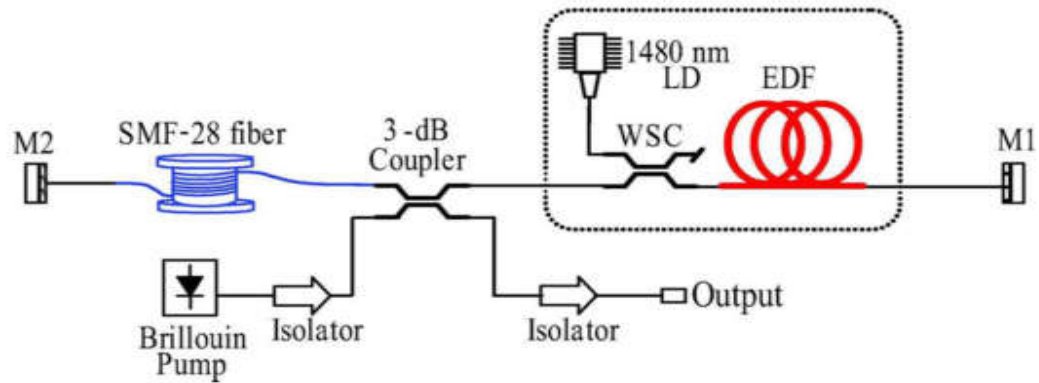 1480 nm
LD
EDF
WSC
M2
SMF-28 fiber
3 -dB
Coupler
M1
Brillouin
Pump
Isolator
Isolator
Output